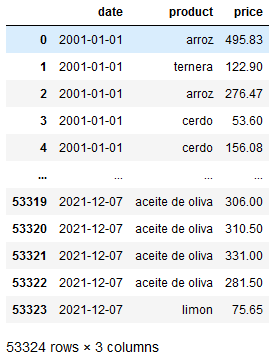 date product price
0 2001-01-01 arroz 495.83
1 2001-01-01 ternera 122.90
2 2001-01-01 arroz 276.47
3 2001-01-01 cerdo 53.60
4 2001-01-01 cerdo 156.08
... ... ... ...
53319 2021-12-07 aceite de oliva 306.00
53320 2021-12-07 aceite de oliva 310.50
53321 2021-12-07 aceite de oliva 331.00
53322 2021-12-07 aceite de oliva 281.50
53323 2021-12-07 limon 75.65
53324 rows × 3 columns